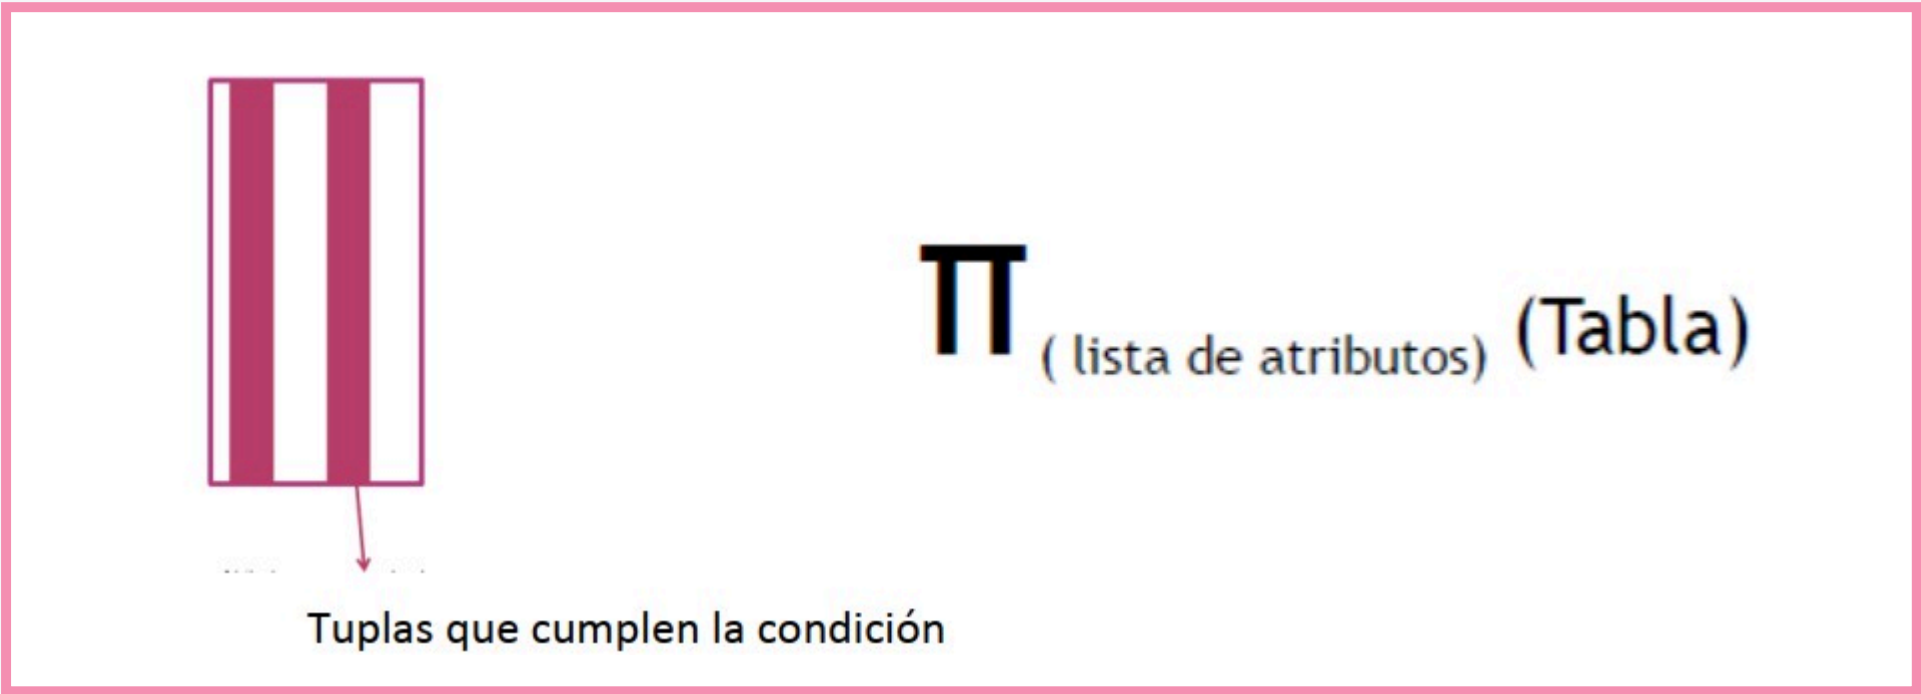 π ( lista de atributos) (Tabla)
Tuplas que cumplen la condición